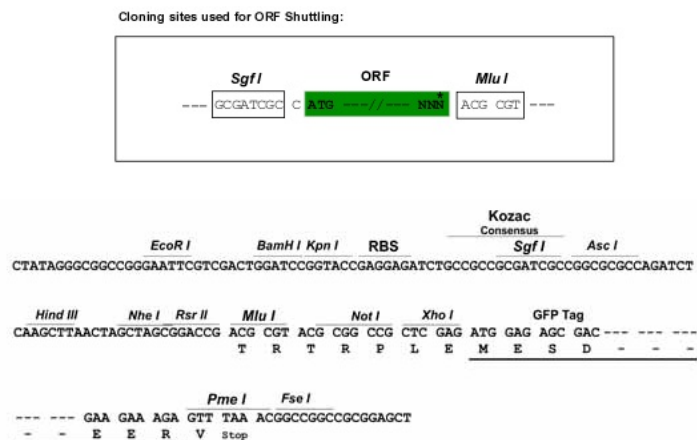 Cloning sites used for ORF Shuttling:
Sgf I ORF Mlu I
--- GCGATCGC C ATG ---//--- NNN* ACG CGT ---
Kozac
Consensus
EcoR I BamH I Kpn I RBS Sgf I Asc I
CTATAGGGCGGCCGGGAATTCGTCGACTGGATCCGGTACCGAGGAGATCTGCCGCCGCGATCGCCGGCGCGCCAGATCT
Hind III Nhe I Rsr II Mlu I Not I Xho I GFP Tag
CAAGCTTAACTAGCTAGCGGACCG ACG CGT ACG CGG CCG CTC GAG ATG GAG AGC GAC --- --- ---
T R T R P L E M E S D - - -
Pme I Fse I
--- --- GAA GAA AGA GTT TAA ACGGCCGGCCGCGGAGCT
- - E E R V Stop